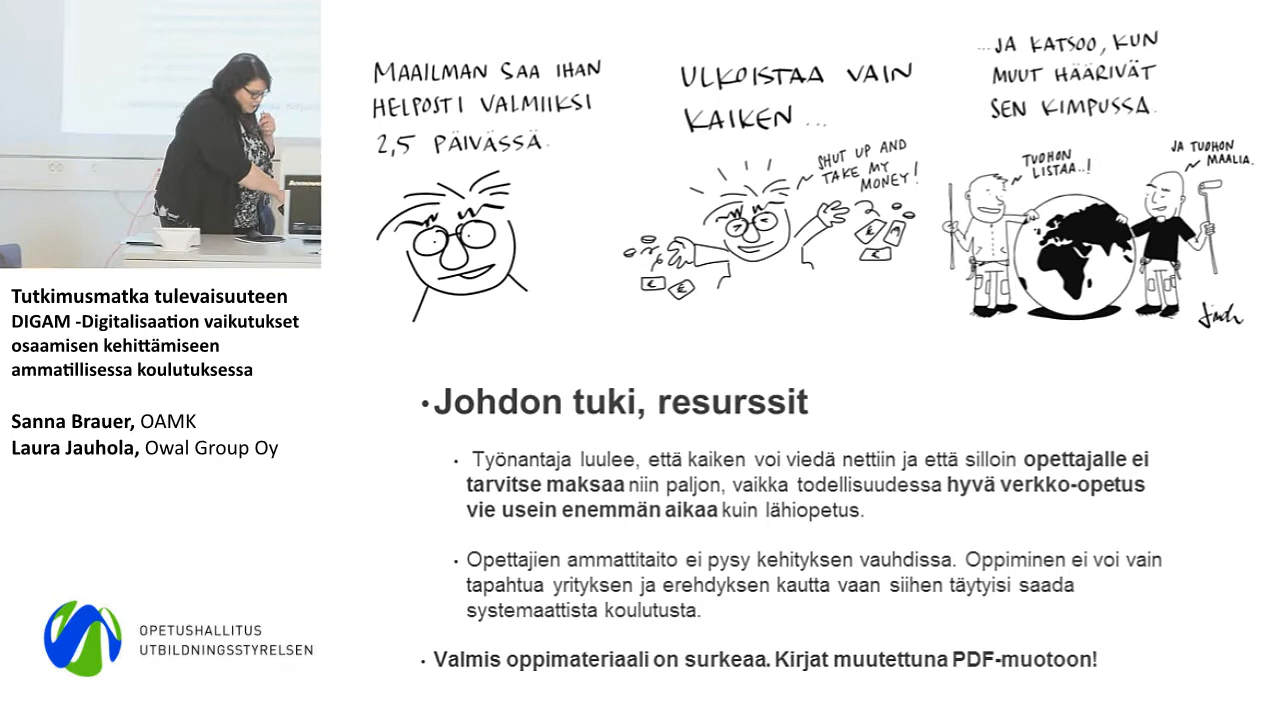 MAAILMAN SAA IHAN
HELPOSTI VALMIIKSI
2,5 PÄIVÄSSÄ.
ULKOISTAA VAIN
KAIKEN ...
SHUT UP AND
TAKE MY
MONEY!
...JA KATSOO, KUN
MUUT HÄÄRIVÄT
SEN KIMPUSSA.
TUOHON
LISTAA..!
JA TUOHON
MAALIA.
Tutkimusmatka tulevaisuuteen
DIGAM -Digitalisaation vaikutukset
osaamisen kehittämiseen
ammatillisessa koulutuksessa
Sanna Brauer, OAMK
Laura Jauhola, Owal Group Oy
OPETUSHALLITUS
UTBILDNINGSSTYRELSEN
• Johdon tuki, resurssit
• Työnantaja luulee, että kaiken voi viedä nettiin ja että silloin opettajalle ei
tarvitse maksaa niin paljon, vaikka todellisuudessa hyvä verkko-opetus
vie usein enemmän aikaa kuin lähiopetus.
• Opettajien ammattitaito ei pysy kehityksen vauhdissa. Oppiminen ei voi vain
tapahtua yrityksen ja erehdyksen kautta vaan siihen täytyisi saada
systemaattista koulutusta.
• Valmis oppimateriaali on surkeaa. Kirjat muutettuna PDF-muotoon!